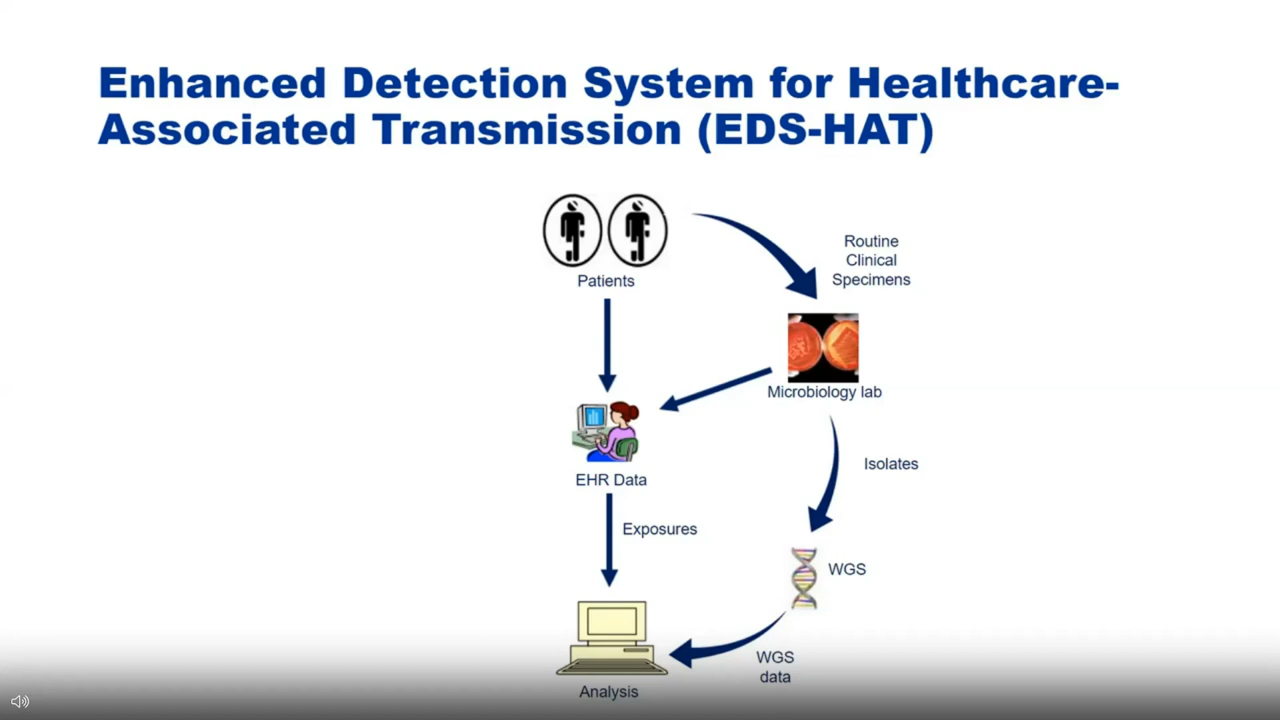 Enhanced Detection System for Healthcare-
Associated Transmission (EDS-HAT)
Patients
Routine
Clinical
Specimens
Microbiology lab
EHR Data
Isolates
Exposures
WGS
WGS
data
Analysis